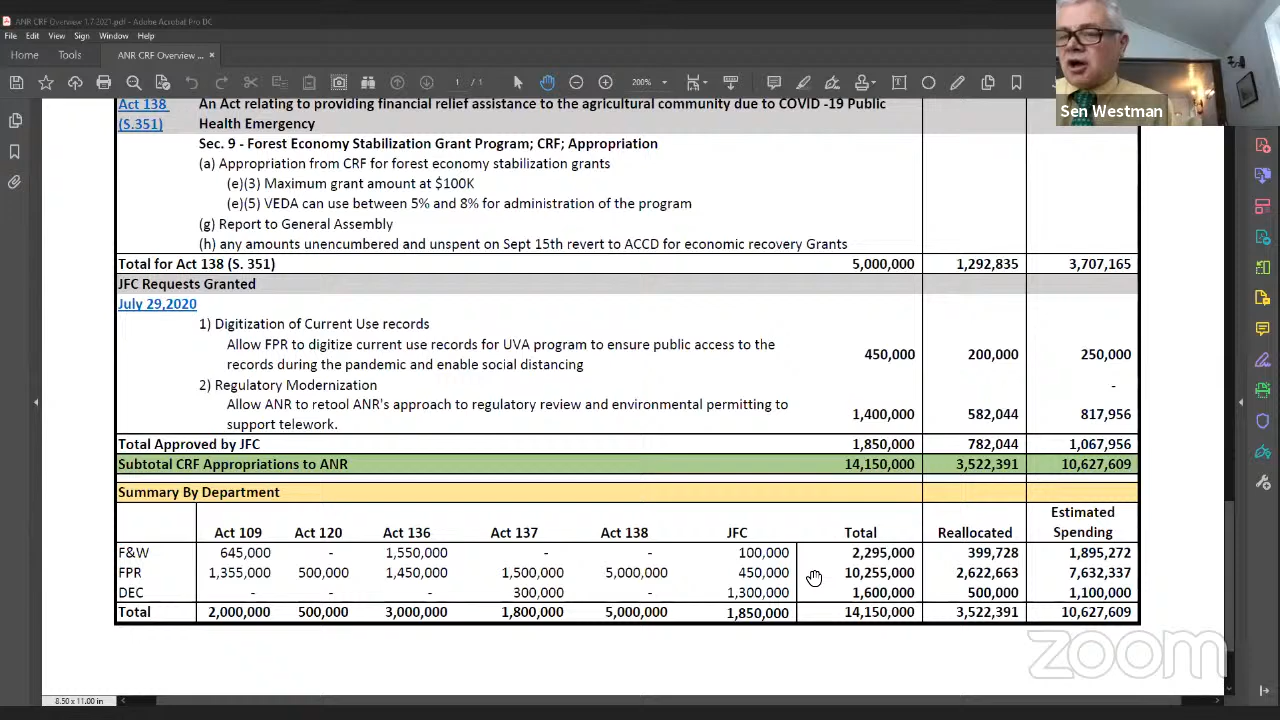 ANR CRF Overview 1.7-2021.pdf - Adobe Acrobat Pro DC
File Edit View Sign Window Help
Home Tools ANR CRF Overview ... ×
1 / 1 200%
Sen Westman
Act 138 An Act relating to providing financial relief assistance to the agricultural community due to COVID -19 Public
(S.351) Health Emergency
Sec. 9 - Forest Economy Stabilization Grant Program; CRF; Appropriation
(a) Appropriation from CRF for forest economy stabilization grants
(e)(3) Maximum grant amount at $100K
(e)(5) VEDA can use between 5% and 8% for administration of the program
(g) Report to General Assembly
(h) any amounts unencumbered and unspent on Sept 15th revert to ACCD for economic recovery Grants
Total for Act 138 (S. 351) 5,000,000 1,292,835 3,707,165
JFC Requests Granted
July 29,2020
1) Digitization of Current Use records
Allow FPR to digitize current use records for UVA program to ensure public access to the
records during the pandemic and enable social distancing
450,000 200,000 250,000
2) Regulatory Modernization -
Allow ANR to retool ANR's approach to regulatory review and environmental permitting to
support telework.
1,400,000 582,044 817,956
Total Approved by JFC 1,850,000 782,044 1,067,956
Subtotal CRF Appropriations to ANR 14,150,000 3,522,391 10,627,609
Summary By Department
Act 109 Act 120 Act 136 Act 137 Act 138 JFC Total Reallocated Estimated
Spending
F&W 645,000 - 1,550,000 - - 100,000 2,295,000 399,728 1,895,272
FPR 1,355,000 500,000 1,450,000 1,500,000 5,000,000 450,000 10,255,000 2,622,663 7,632,337
DEC - - - 300,000 - 1,300,000 1,600,000 500,000 1,100,000
Total 2,000,000 500,000 3,000,000 1,800,000 5,000,000 1,850,000 14,150,000 3,522,391 10,627,609
zoom
8.50 x 11.00 in